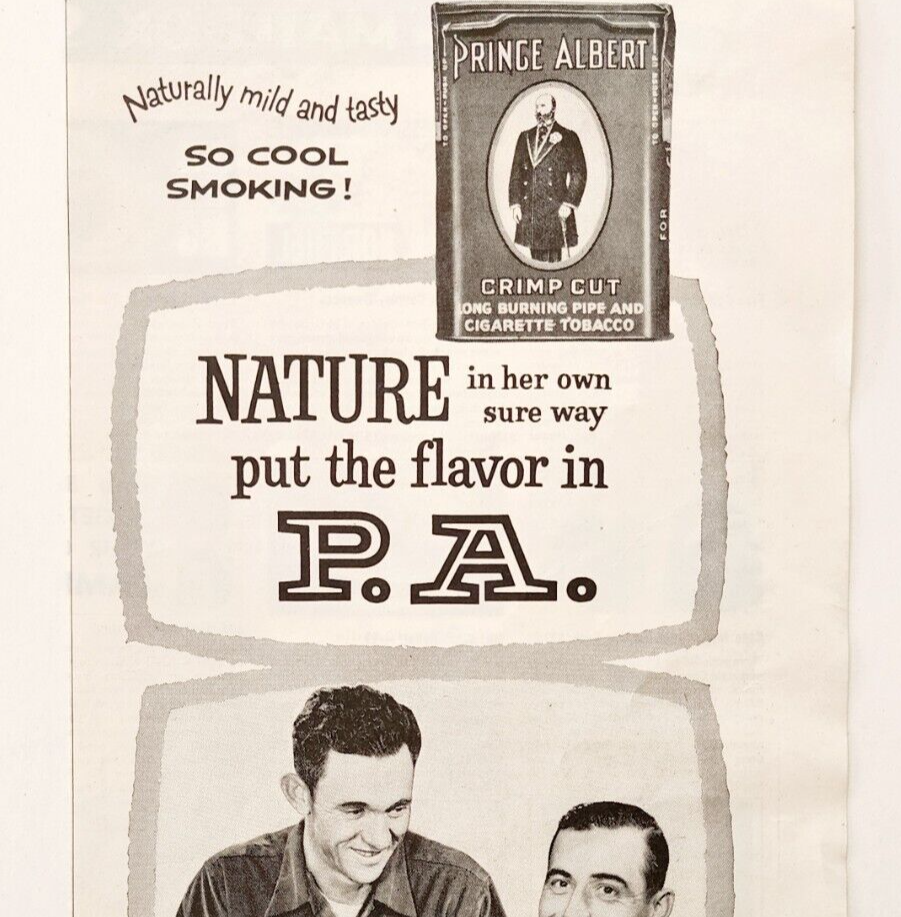 Naturally mild and tasty
SO COOL
SMOKING!
PRINCE ALBERT
CRIMP CUT
LONG BURNING PIPE AND
CIGARETTE TOBACCO
FOR
NATURE in her own
sure way
put the flavor in
P.A.